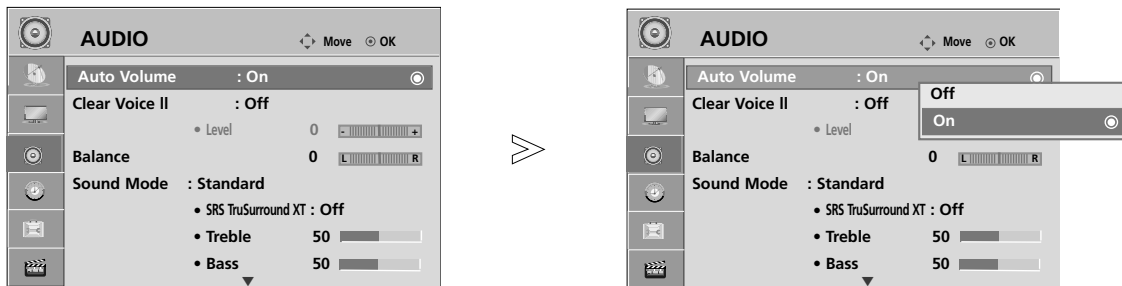 AUDIO Move OK
Auto Volume : On
Clear Voice ll : Off
• Level 0 - +
Balance 0 L R
Sound Mode : Standard
• SRS TruSurround XT : Off
• Treble 50
• Bass 50
AUDIO Move OK
Auto Volume : On
Off
Clear Voice ll : Off
On
• Level
Balance 0 L R
Sound Mode : Standard
• SRS TruSurround XT : Off
• Treble 50
• Bass 50